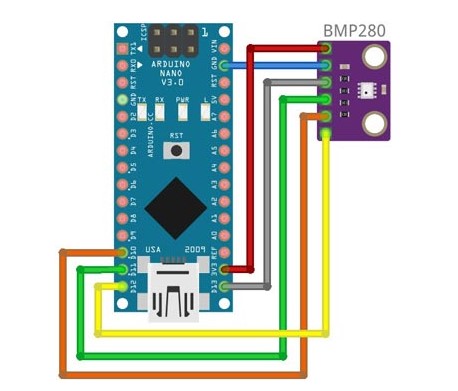 BMP280
ICSP
1
TX1
RX0
RST
GND
D2
D3
D4
D5
D6
D7
D8
D9
D10
D11
D12
ARDUINO
NANO
V3.0
TX
RX
PWR
L
RST
ARDUINO.CC
USA
2009
VIN
GND
RST
5V
A7
A6
A5
A4
A3
A2
A1
A0
REF
3V3
D13